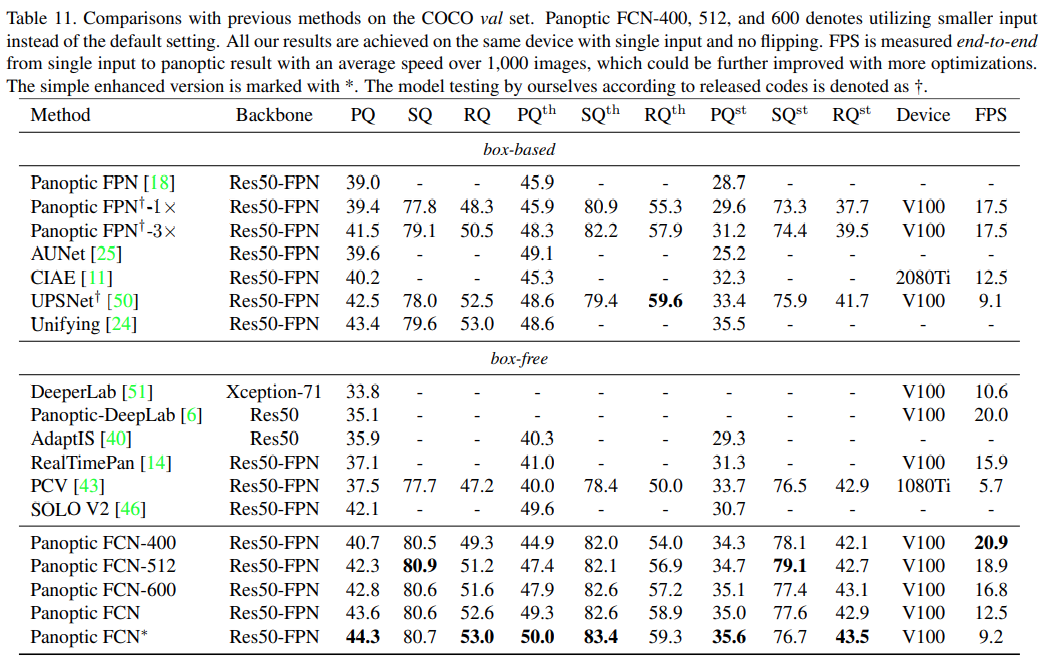 Table 11. Comparisons with previous methods on the COCO val set. Panoptic FCN-400, 512, and 600 denotes utilizing smaller input
instead of the default setting. All our results are achieved on the same device with single input and no flipping. FPS is measured end-to-end
from single input to panoptic result with an average speed over 1,000 images, which could be further improved with more optimizations.
The simple enhanced version is marked with *. The model testing by ourselves according to released codes is denoted as †.
Method Backbone PQ SQ RQ PQ^th SQ^th RQ^th PQ^st SQ^st RQ^st Device FPS
box-based
Panoptic FPN [18] Res50-FPN 39.0 - - 45.9 - - 28.7 - - - -
Panoptic FPN†-1× Res50-FPN 39.4 77.8 48.3 45.9 80.9 55.3 29.6 73.3 37.7 V100 17.5
Panoptic FPN†-3× Res50-FPN 41.5 79.1 50.5 48.3 82.2 57.9 31.2 74.4 39.5 V100 17.5
AUNet [25] Res50-FPN 39.6 - - 49.1 - - 25.2 - - - -
CIAE [11] Res50-FPN 40.2 - - 45.3 - - 32.3 - - 2080Ti 12.5
UPSNet† [50] Res50-FPN 42.5 78.0 52.5 48.6 79.4 59.6 33.4 75.9 41.7 V100 9.1
Unifying [24] Res50-FPN 43.4 79.6 53.0 48.6 - - 35.5 - - - -
box-free
DeeperLab [51] Xception-71 33.8 - - - - - - - - V100 10.6
Panoptic-DeepLab [6] Res50 35.1 - - - - - - - - V100 20.0
AdaptIS [40] Res50 35.9 - - 40.3 - - 29.3 - - - -
RealTimePan [14] Res50-FPN 37.1 - - 41.0 - - 31.3 - - V100 15.9
PCV [43] Res50-FPN 37.5 77.7 47.2 40.0 78.4 50.0 33.7 76.5 42.9 1080Ti 5.7
SOLO V2 [46] Res50-FPN 42.1 - - 49.6 - - 30.7 - - - -
Panoptic FCN-400 Res50-FPN 40.7 80.5 49.3 44.9 82.0 54.0 34.3 78.1 42.1 V100 20.9
Panoptic FCN-512 Res50-FPN 42.3 80.9 51.2 47.4 82.1 56.9 34.7 79.1 42.7 V100 18.9
Panoptic FCN-600 Res50-FPN 42.8 80.6 51.6 47.9 82.6 57.2 35.1 77.4 43.1 V100 16.8
Panoptic FCN Res50-FPN 43.6 80.6 52.6 49.3 82.6 58.9 35.0 77.6 42.9 V100 12.5
Panoptic FCN* Res50-FPN 44.3 80.7 53.0 50.0 83.4 59.3 35.6 76.7 43.5 V100 9.2